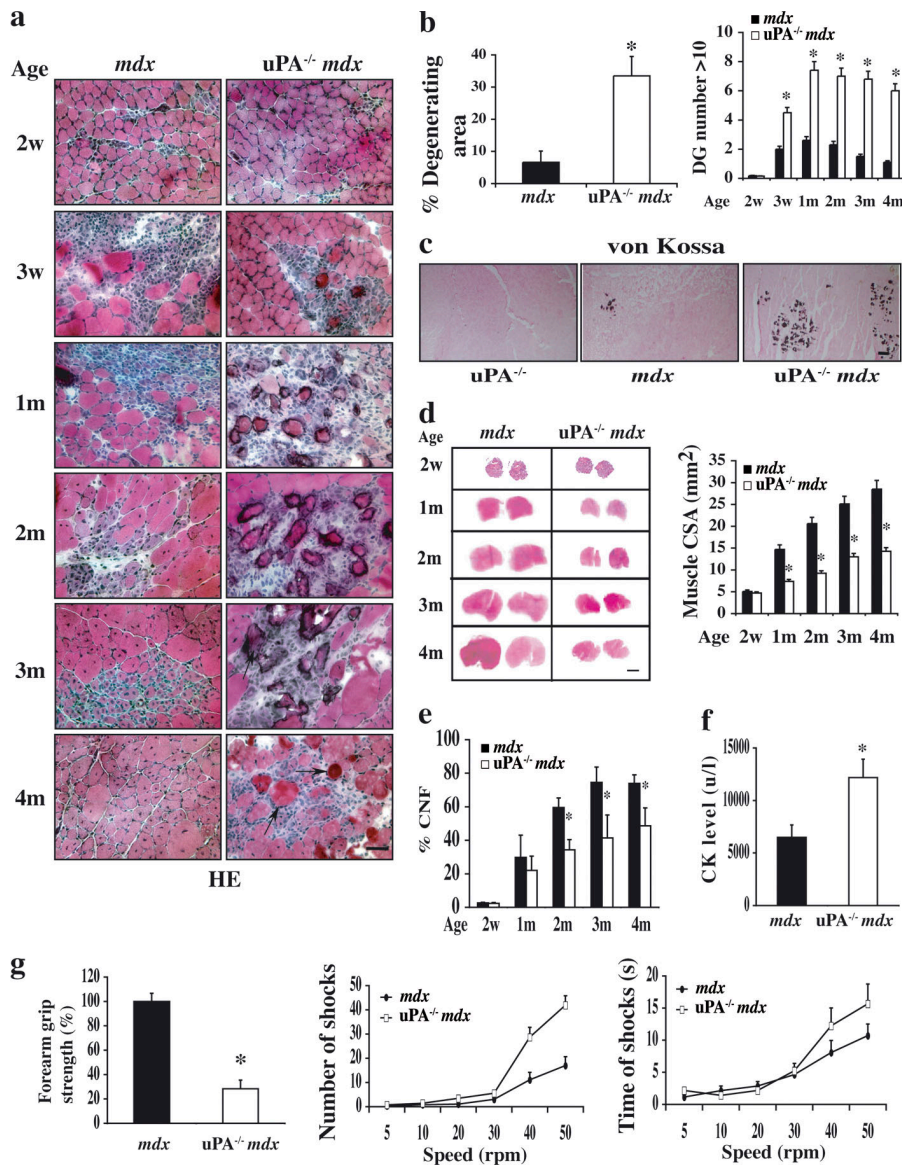 a
Age
mdx
uPA-/- mdx
2w
3w
1m
2m
3m
4m
HE
b
% Degenerating
area
40
30
20
10
0
*
mdx
uPA-/- mdx
DG number >10
10
8
6
4
2
0
mdx
uPA-/- mdx
* * * * *
Age 2w 3w 1m 2m 3m 4m
c
von Kossa
uPA-/-
mdx
uPA-/- mdx
d
Age
mdx
uPA-/- mdx
2w
1m
2m
3m
4m
Muscle CSA (mm2)
35
30
25
20
15
10
5
0
mdx
uPA-/- mdx
* * * *
Age 2w 1m 2m 3m 4m
e
% CNF
100
80
60
40
20
0
mdx
uPA-/- mdx
* * *
Age 2w 1m 2m 3m 4m
f
CK level (u/l)
15000
10000
5000
0
*
mdx
uPA-/- mdx
g
Forearm grip
strength (%)
120
100
80
60
40
20
0
*
mdx
uPA-/- mdx
Number of shocks
50
40
30
20
10
0
mdx
uPA-/- mdx
5 10 20 30 40 50
Speed (rpm)
Time of shocks (s)
20
15
10
5
0
mdx
uPA-/- mdx
5 10 20 30 40 50
Speed (rpm)